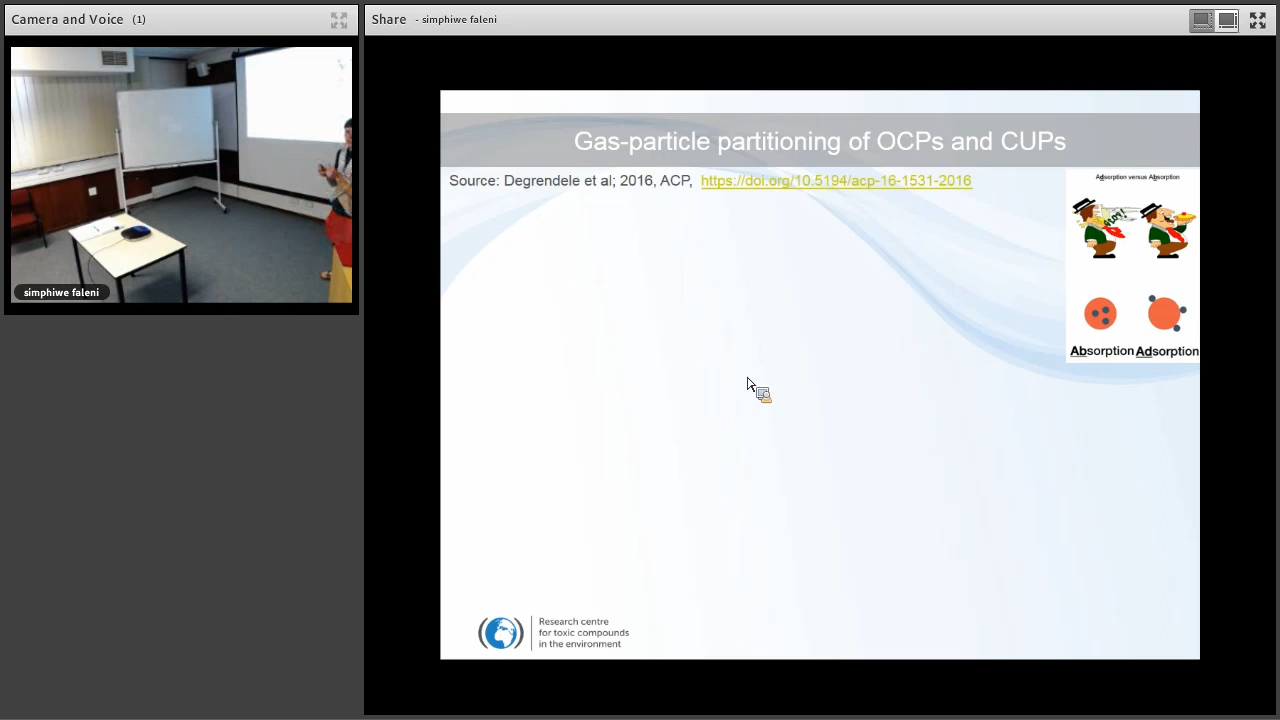 Camera and Voice (1)
simphiwe faleni
Share - simphiwe faleni
Gas-particle partitioning of OCPs and CUPs
Source: Degrendele et al; 2016, ACP, https://doi.org/10.5194/acp-16-1531-2016
Adsorption versus Absorption
Absorption Adsorption
Research centre
for toxic compounds
in the environment